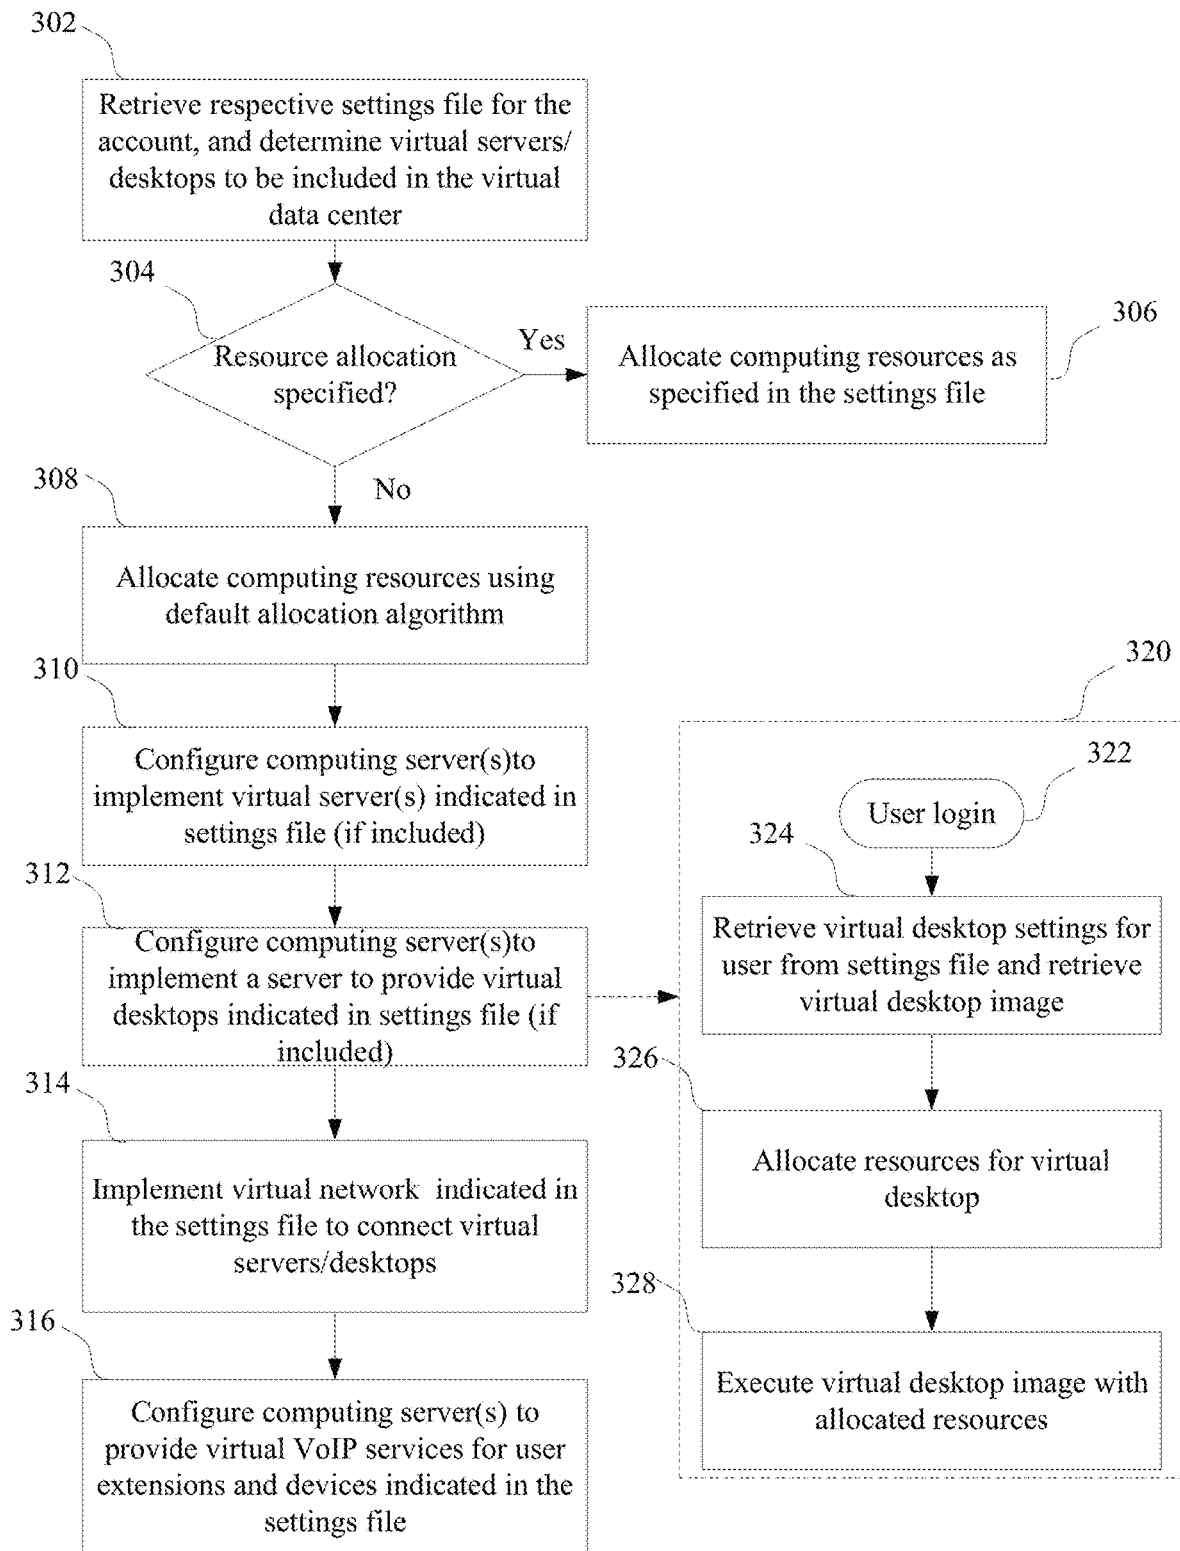 302
Retrieve respective settings file for the
account, and determine virtual servers/
desktops to be included in the virtual
data center
304
Resource allocation
specified?
Yes
306
Allocate computing resources as
specified in the settings file
No
308
Allocate computing resources using
default allocation algorithm
310
Configure computing server(s)to
implement virtual server(s) indicated in
settings file (if included)
312
Configure computing server(s)to
implement a server to provide virtual
desktops indicated in settings file (if
included)
314
Implement virtual network indicated in
the settings file to connect virtual
servers/desktops
316
Configure computing server(s) to
provide virtual VoIP services for user
extensions and devices indicated in the
settings file
320
322
User login
324
Retrieve virtual desktop settings for
user from settings file and retrieve
virtual desktop image
326
Allocate resources for virtual
desktop
328
Execute virtual desktop image with
allocated resources